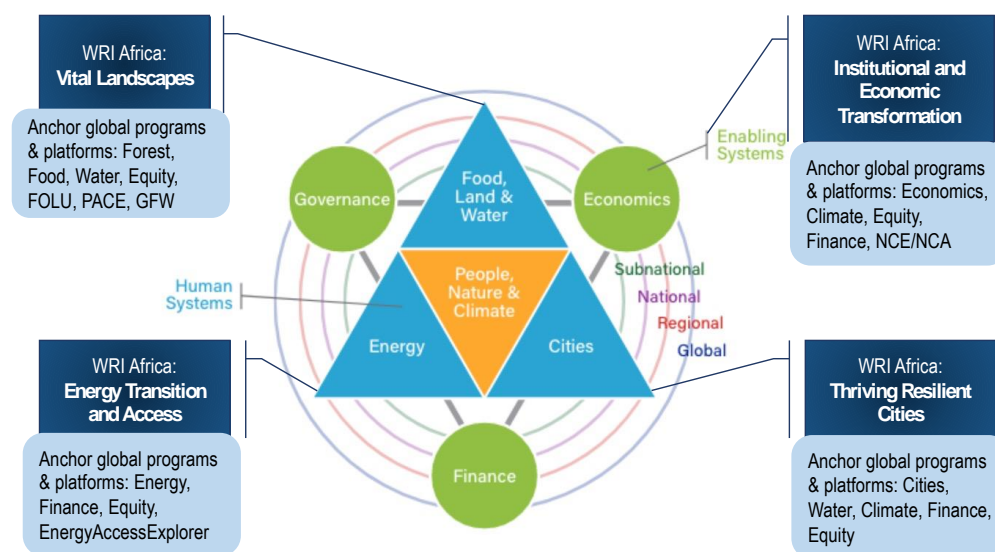 WRI Africa:
Vital Landscapes
Anchor global programs
& platforms: Forest,
Food, Water, Equity,
FOLU, PACE, GFW
WRI Africa:
Institutional and
Economic
Transformation
Anchor global programs
& platforms: Economics,
Climate, Equity,
Finance, NCE/NCA
Enabling
Systems
Governance
Food,
Land &
Water
Economics
Human
Systems
People,
Nature &
Climate
Energy
Cities
Subnational
National
Regional
Global
Finance
WRI Africa:
Energy Transition
and Access
Anchor global programs
& platforms: Energy,
Finance, Equity,
EnergyAccessExplorer
WRI Africa:
Thriving Resilient
Cities
Anchor global programs
& platforms: Cities,
Water, Climate, Finance,
Equity